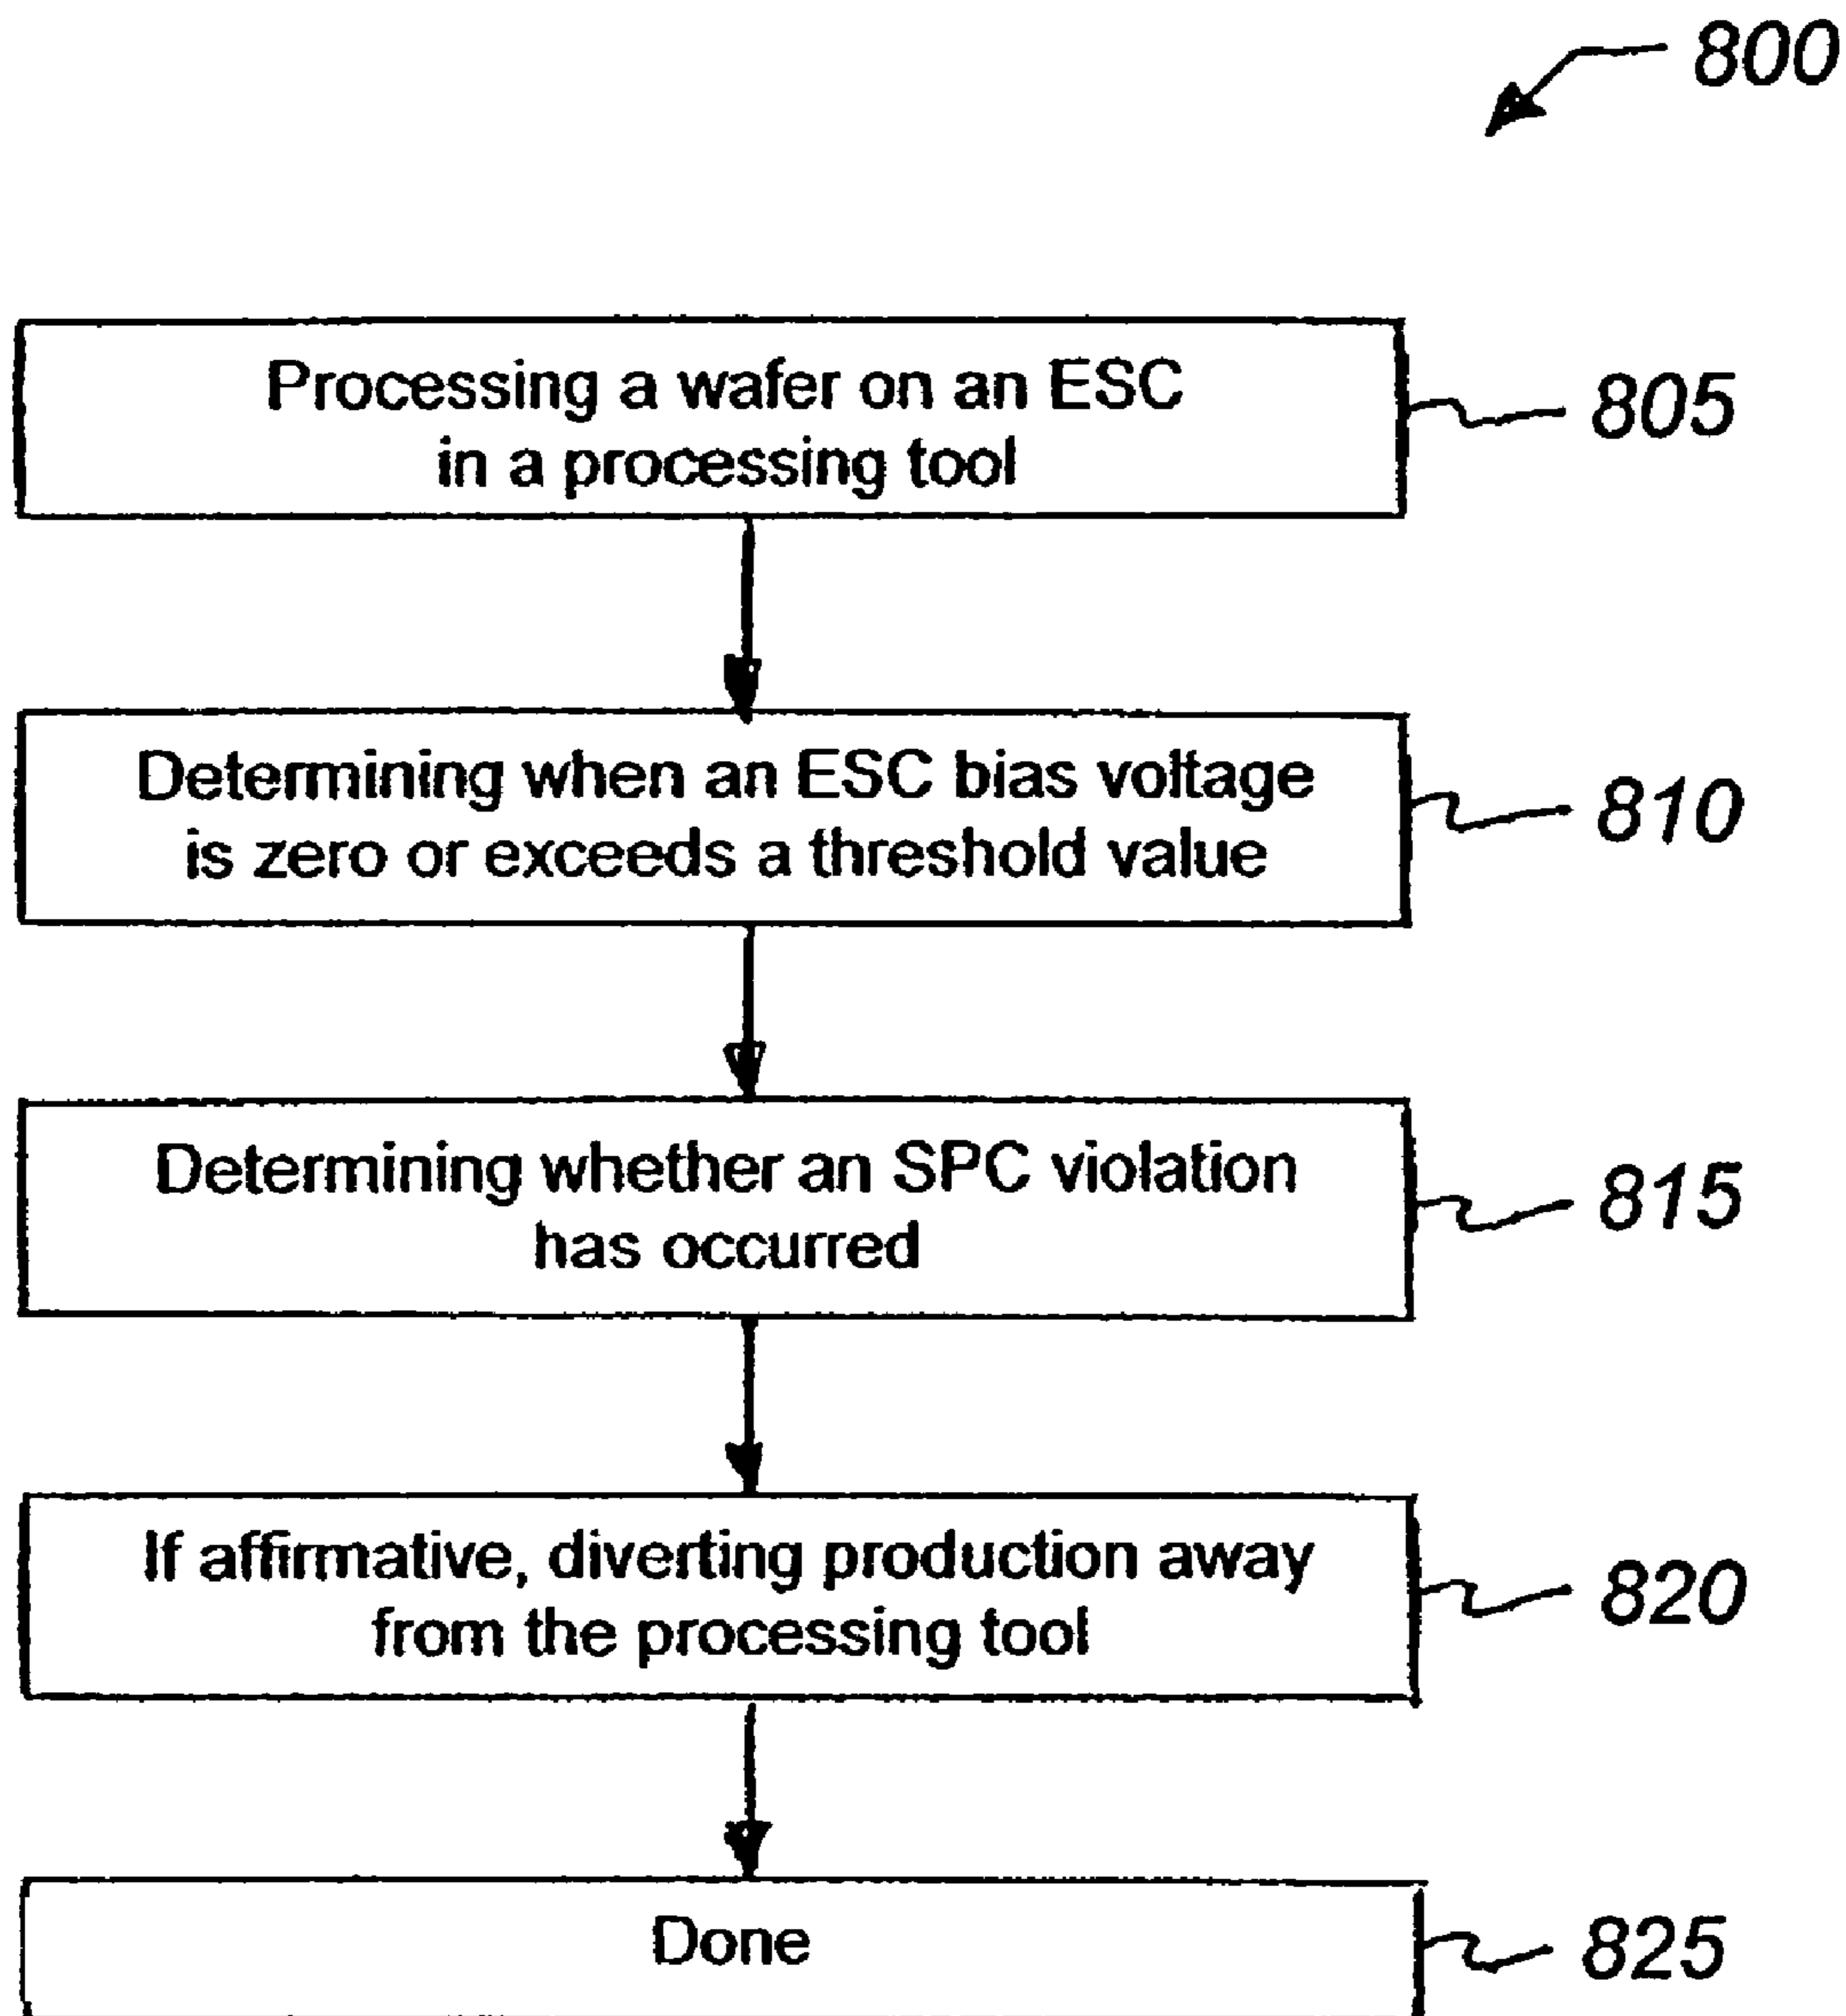 800
Processing a wafer on an ESC
in a processing tool
805
Determining when an ESC bias voltage
is zero or exceeds a threshold value
810
Determining whether an SPC violation
has occurred
815
If affirmative, diverting production away
from the processing tool
820
Done
825